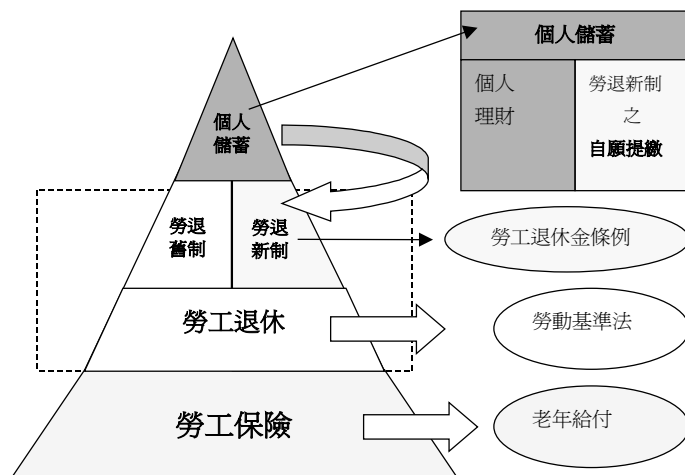 個人儲蓄
個人
理財
勞退新制
之
自願提繳
個人
儲蓄
勞退
舊制
勞退
新制
勞工退休金條例
勞工退休
勞動基準法
勞工保險
老年給付